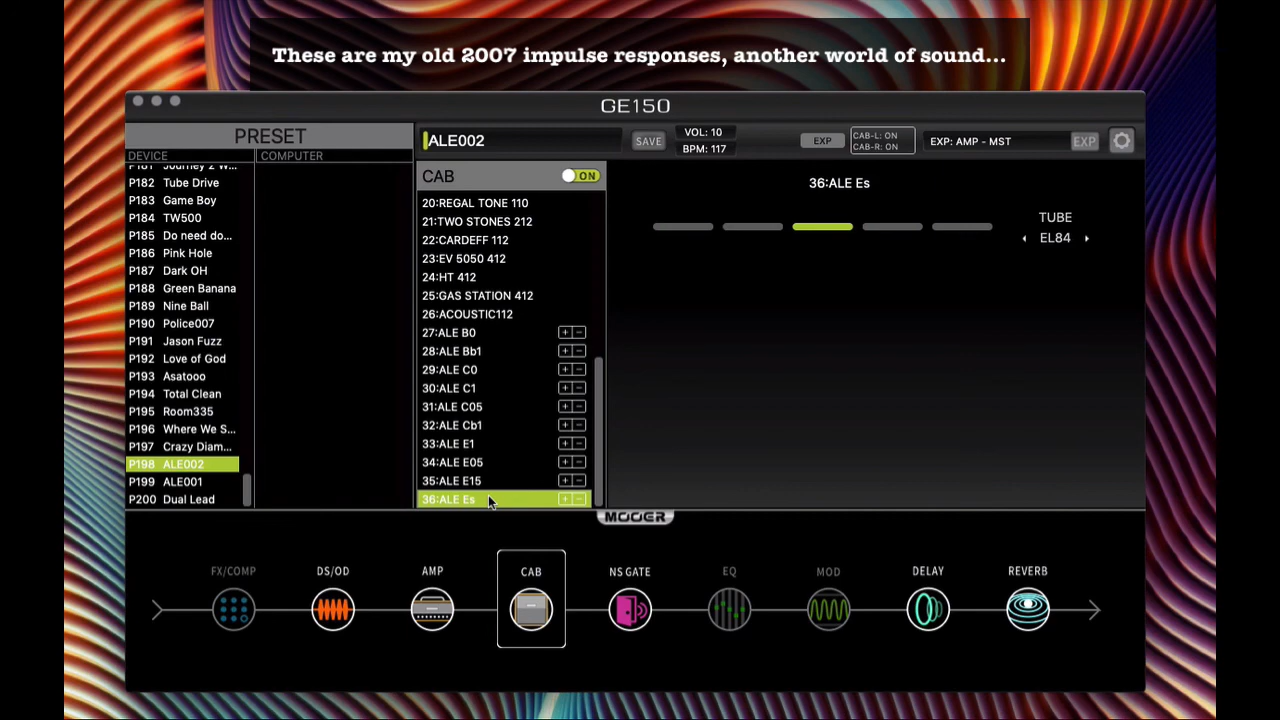 These are my old 2007 impulse responses, another world of sound...
GE150
PRESET
DEVICE
COMPUTER
P181 Journey 2 W...
P182 Tube Drive
P183 Game Boy
P184 TW500
P185 Do need do...
P186 Pink Hole
P187 Dark OH
P188 Green Banana
P189 Nine Ball
P190 Police007
P191 Jason Fuzz
P192 Love of God
P193 Asatooo
P194 Total Clean
P195 Room335
P196 Where We S...
P197 Crazy Diam...
P198 ALE002
P199 ALE001
P200 Dual Lead
ALE002
SAVE
VOL: 10
BPM: 117
EXP
CAB-L: ON
CAB-R: ON
EXP: AMP - MST
EXP
CAB
ON
20:REGAL TONE 110
21:TWO STONES 212
22:CARDEFF 112
23:EV 5050 412
24:HT 412
25:GAS STATION 412
26:ACOUSTIC112
27:ALE B0
28:ALE Bb1
29:ALE C0
30:ALE C1
31:ALE C05
32:ALE Cb1
33:ALE E1
34:ALE E05
35:ALE E15
36:ALE Es
36:ALE Es
TUBE
EL84
MOOER
FX/COMP
DS/OD
AMP
CAB
NS GATE
EQ
MOD
DELAY
REVERB